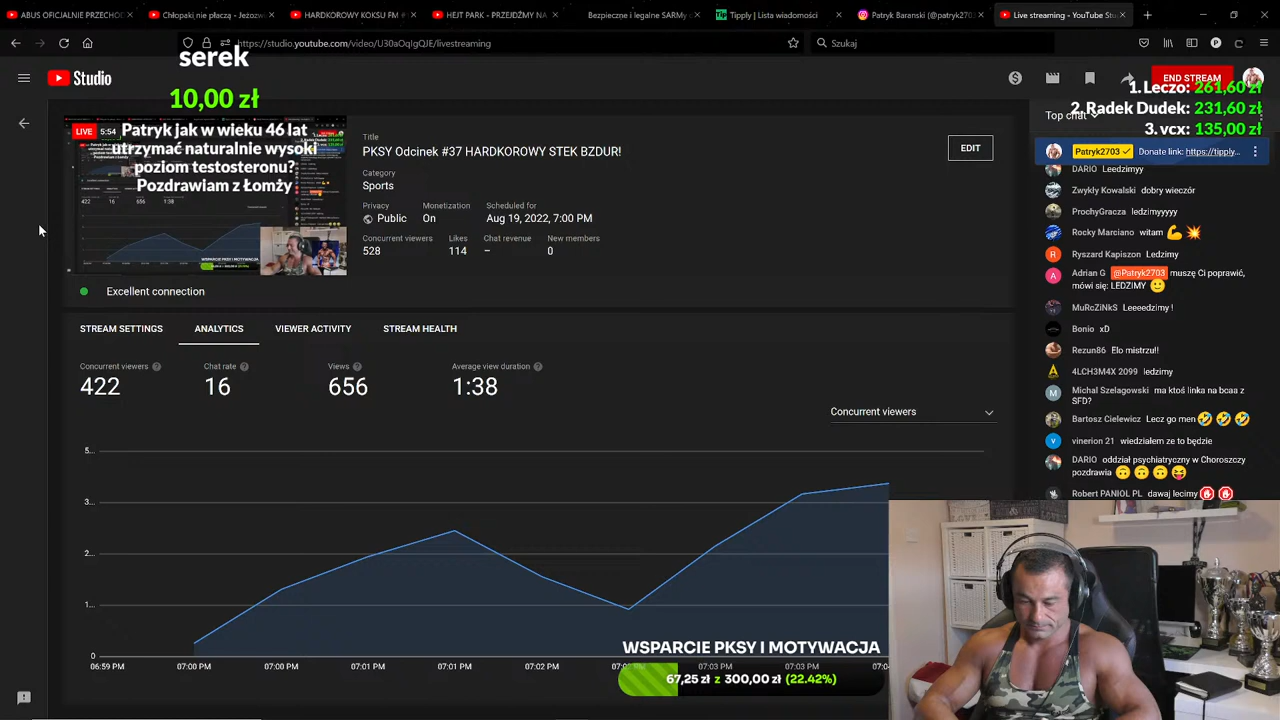 ABUS OFICJALNIE PRZECHO
Chłopaki nie płaczą - Jeżozwi
HARDKOROWY KOKSU FM
HEJT PARK - PRZEJDŹMY NA
Bezpieczne i legalne SARMy
Tipply | Lista wiadomości
Patryk Baranski (@patryk270
Live streaming - YouTube Stu
https://studio.youtube.com/video/U30aOqIgQJE/livestreaming
Szukaj
serek
10,00 zł
Patryk jak w wieku 46 lat
utrzymać naturalnie wysoki
poziom testosteronu?
Pozdrawiam z Łomży
Studio
END STREAM
1. Leczo: 261,60 zł
2. Radek Dudek: 231,60 zł
3. vcx: 135,00 zł
LIVE 5:54
Title
PKSY Odcinek #37 HARDKOROWY STEK BZDUR!
EDIT
Category
Sports
Privacy Monetization Scheduled for
Public On Aug 19, 2022, 7:00 PM
Concurrent viewers Likes Chat revenue New members
528 114 – 0
Excellent connection
STREAM SETTINGS ANALYTICS VIEWER ACTIVITY STREAM HEALTH
Concurrent viewers Chat rate Views Average view duration
422 16 656 1:38
Concurrent viewers
5...
3...
2...
1...
0
06:59 PM 07:00 PM 07:00 PM 07:01 PM 07:01 PM 07:02 PM 07:03 PM 07:03 PM
WSPARCIE PKSY I MOTYWACJA
67,25 zł z 300,00 zł (22.42%)
Top chat
Patryk2703 Donate link: https://tipply...
DARIO Leedzymy
Zwykły Kowalski dobry wieczór
ProchyGracza ledzimyyyy
Rocky Marciano witam 💪 💥
Ryszard Kapiszon Ledzimy
Adrian G @Patryk2703 muszę Ci poprawić,
mówi się: LEDZIMY 🙂
MuRcZiNkS Leeeedzimy !
Bonio xD
Rezun86 Elo mistrzu!!
4LCH3M4X 2099 ledzimy
Michal Szelagowski ma ktoś linka na bcaa z
SFD?
Bartosz Cielewicz Lecz go men 🤣 🤣 🤣
vinerion 21 wiedziałem ze to będzie
DARIO oddział psychiatryczny w Choroszczy
pozdrawia 🙃 🙃 🙃 😝
Robert PANIOL PL dawaj lecimy